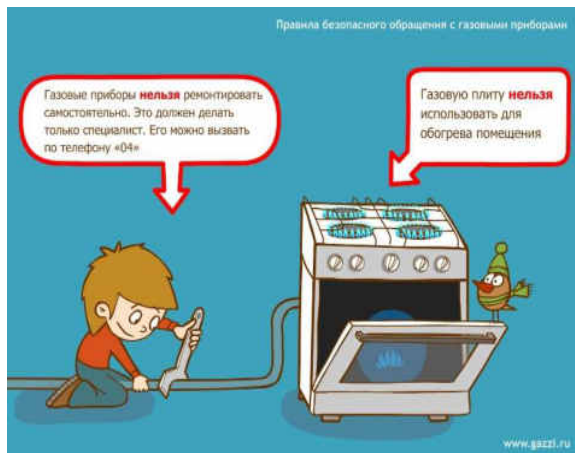 Правила безопасного обращения с газовыми приборами
Газовые приборы нельзя ремонтировать
самостоятельно. Это должен делать
только специалист. Его можно вызвать
по телефону «04»
Газовую плиту нельзя
использовать для
обогрева помещения
www.gazzi.ru